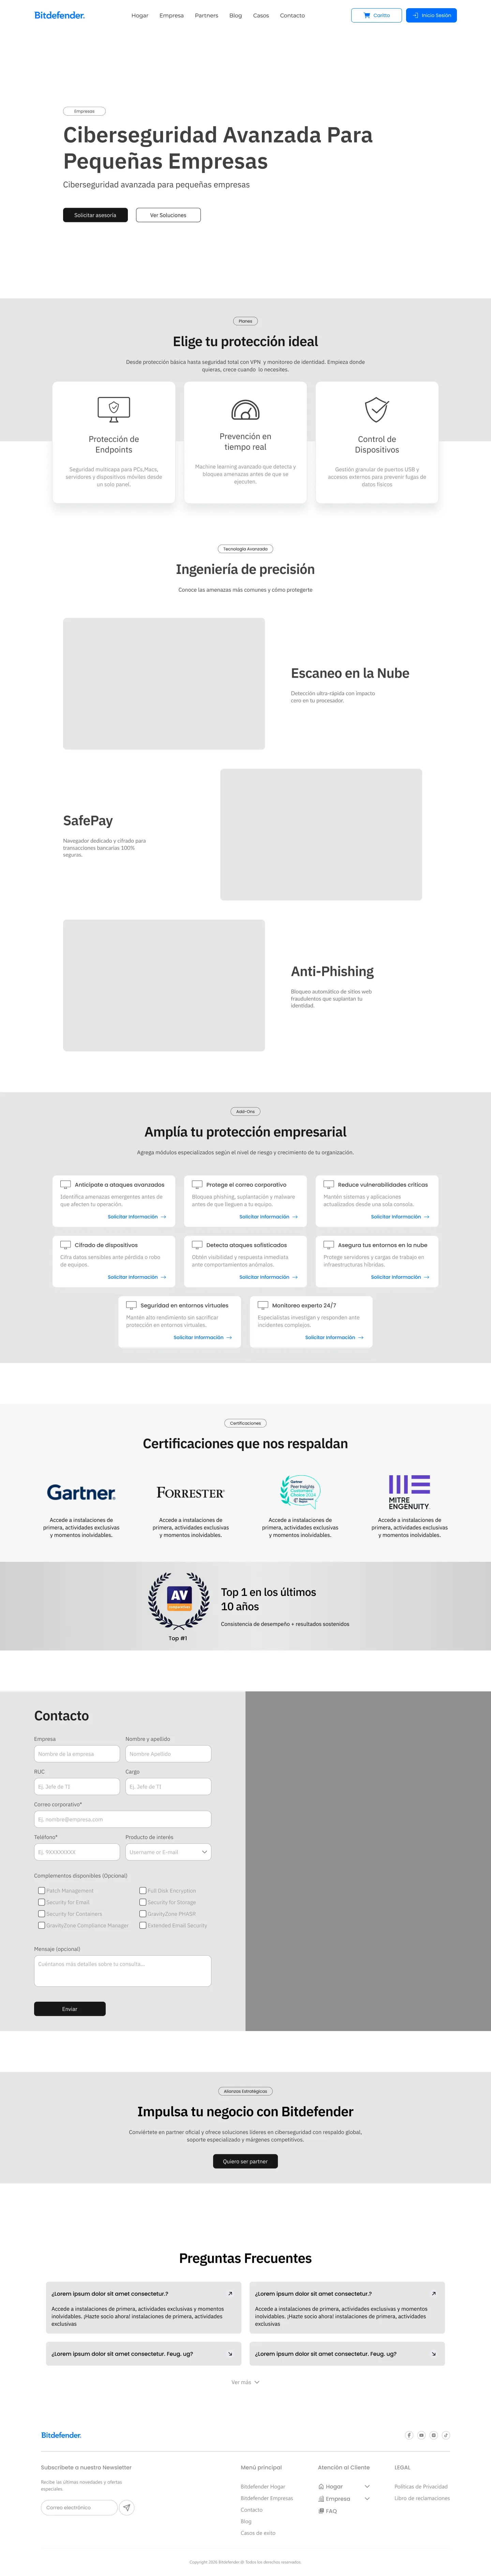 Bitdefender.
Hogar Empresa Partners Blog Casos Contacto
Carrito
Inicio Sesión
Empresas
Ciberseguridad Avanzada Para
Pequeñas Empresas
Ciberseguridad avanzada para pequeñas empresas
Solicitar asesoría
Ver Soluciones
Planes
Elige tu protección ideal
Desde protección básica hasta seguridad total con VPN y monitoreo de identidad. Empieza donde
quieras, crece cuando lo necesites.
Protección de
Endpoints
Seguridad multicapa para PCs,Macs,
servidores y dispositivos móviles desde
un solo panel.
Prevención en
tiempo real
Machine learning avanzado que detecta y
bloquea amenazas antes de que se
ejecuten.
Control de
Dispositivos
Gestión granular de puertos USB y
accesos externos para prevenir fugas de
datos físicos
Tecnología Avanzada
Ingeniería de precisión
Conoce las amenazas más comunes y cómo protegerte
Escaneo en la Nube
Detección ultra-rápida con impacto
cero en tu procesador.
SafePay
Navegador dedicado y cifrado para
transacciones bancarias 100%
seguras.
Anti-Phishing
Bloqueo automático de sitios web
fraudulentos que suplantan tu
identidad.
Add-Ons
Amplía tu protección empresarial
Agrega módulos especializados según el nivel de riesgo y crecimiento de tu organización.
Anticípate a ataques avanzados
Identifica amenazas emergentes antes de
que afecten tu operación.
Solicitar Información →
Protege el correo corporativo
Bloquea phishing, suplantación y malware
antes de que lleguen a tu equipo.
Solicitar Información →
Reduce vulnerabilidades críticas
Mantén sistemas y aplicaciones
actualizados desde una sola consola.
Solicitar Información →
Cifrado de dispositivos
Cifra datos sensibles ante pérdida o robo
de equipos.
Solicitar Información →
Detecta ataques sofisticados
Obtén visibilidad y respuesta inmediata
ante comportamientos anómalos.
Solicitar Información →
Asegura tus entornos en la nube
Protege servidores y cargas de trabajo en
infraestructuras híbridas.
Solicitar Información →
Seguridad en entornos virtuales
Mantén alto rendimiento sin sacrificar
protección en entornos virtuales.
Solicitar Información →
Monitoreo experto 24/7
Especialistas investigan y responden ante
incidentes complejos.
Solicitar Información →
Certificaciones
Certificaciones que nos respaldan
Gartner
Accede a instalaciones de
primera, actividades exclusivas
y momentos inolvidables.
FORRESTER
Accede a instalaciones de
primera, actividades exclusivas
y momentos inolvidables.
Gartner
Peer Insights
Customers'
Choice 2024
Accede a instalaciones de
primera, actividades exclusivas
y momentos inolvidables.
MITRE
ENGENUITY
Accede a instalaciones de
primera, actividades exclusivas
y momentos inolvidables.
AV
Top #1
Top 1 en los últimos
10 años
Consistencia de desempeño + resultados sostenidos
Contacto
Empresa
Nombre de la empresa
Nombre y apellido
Nombre Apellido
RUC
Ej. Jefe de TI
Cargo
Ej. Jefe de TI
Correo corporativo*
Ej. nombre@empresa.com
Teléfono*
Ej. 9XXXXXXXX
Producto de interés
Username or E-mail
Complementos disponibles (Opcional)
Patch Management
Full Disk Encryption
Security for Email
Security for Storage
Security for Containers
GravityZone PHASR
GravityZone Compliance Manager
Extended Email Security
Mensaje (opcional)
Cuéntanos más detalles sobre tu consulta...
Enviar
Alianzas Estratégicas
Impulsa tu negocio con Bitdefender
Conviértete en partner oficial y ofrece soluciones líderes en ciberseguridad con respaldo global,
soporte especializado y márgenes competitivos.
Quiero ser partner
Preguntas Frecuentes
¿Lorem ipsum dolor sit amet consectetur.?
Accede a instalaciones de primera, actividades exclusivas y momentos
inolvidables. ¡Hazte socio ahora! instalaciones de primera, actividades
exclusivas
¿Lorem ipsum dolor sit amet consectetur.?
Accede a instalaciones de primera, actividades exclusivas y momentos
inolvidables. ¡Hazte socio ahora! instalaciones de primera, actividades
exclusivas
¿Lorem ipsum dolor sit amet consectetur. Feug. ug?
¿Lorem ipsum dolor sit amet consectetur. Feug. ug?
Ver más
Bitdefender.
Subscríbete a nuestro Newsletter
Recibe las últimas novedades y ofertas
especiales.
Correo electrónico
Menú principal
Bitdefender Hogar
Bitdefender Empresas
Contacto
Blog
Casos de exito
Atención al Cliente
Hogar
Empresa
FAQ
LEGAL
Políticas de Privacidad
Libro de reclamaciones
Copyright 2026 Bitdefender @ Todos los derechos reservados